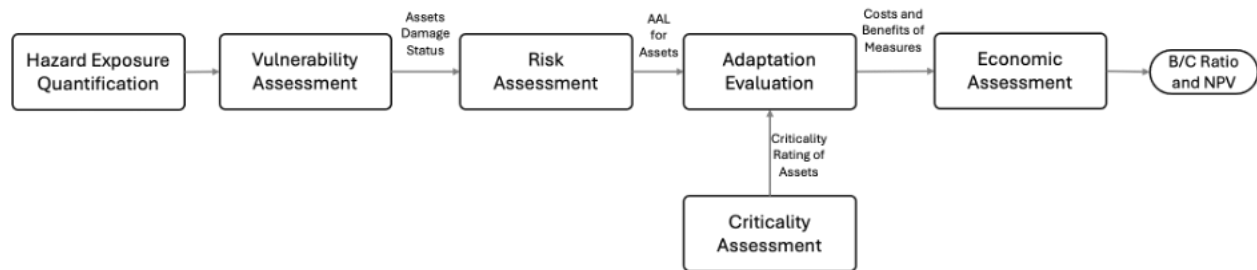 Hazard Exposure
Quantification
Vulnerability
Assessment
Assets
Damage
Status
Risk
Assessment
AAL
for
Assets
Adaptation
Evaluation
Costs and
Benefits of
Measures
Economic
Assessment
B/C Ratio
and NPV
Criticality
Rating of
Assets
Criticality
Assessment